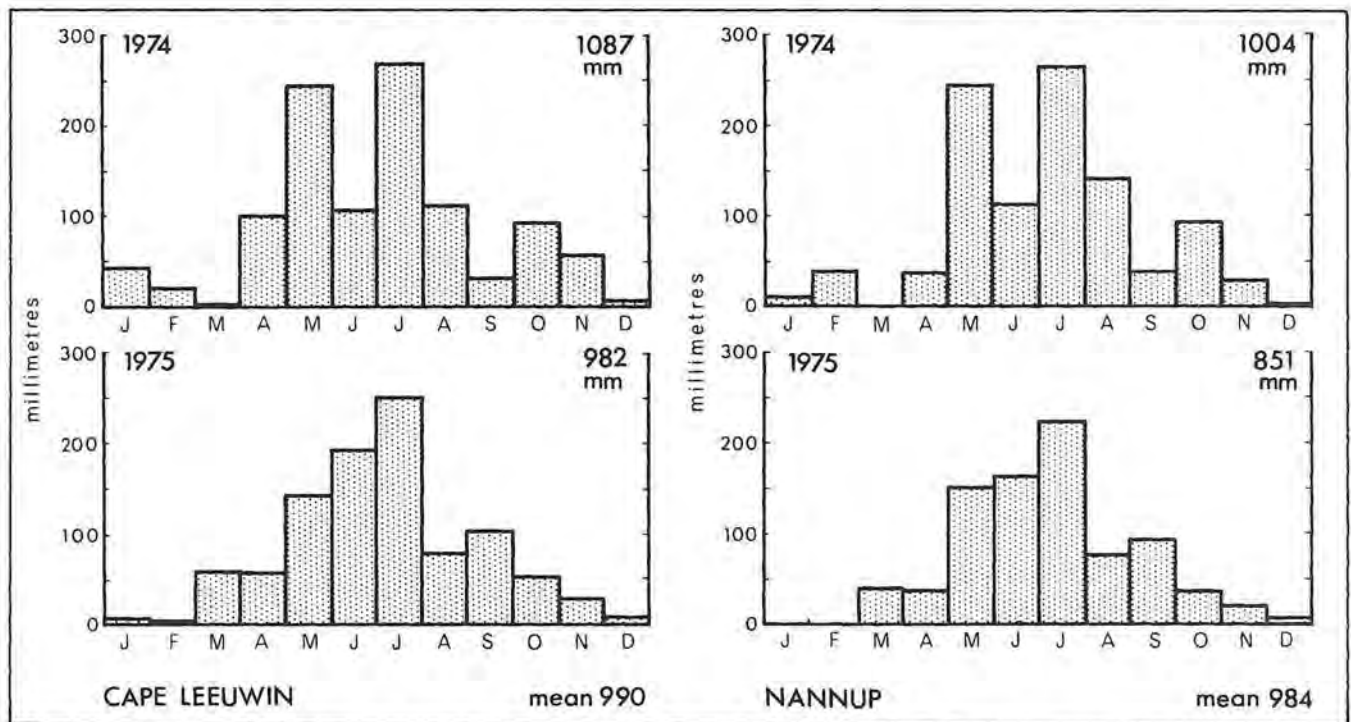 300
1974
1087
mm
200
100
0
J F M A M J J A S O N D
millimetres
300
1975
982
mm
200
100
0
J F M A M J J A S O N D
CAPE LEEUWIN mean 990
300
1974
1004
mm
200
100
0
J F M A M J J A S O N D
millimetres
300
1975
851
mm
200
100
0
J F M A M J J A S O N D
NANNUP mean 984